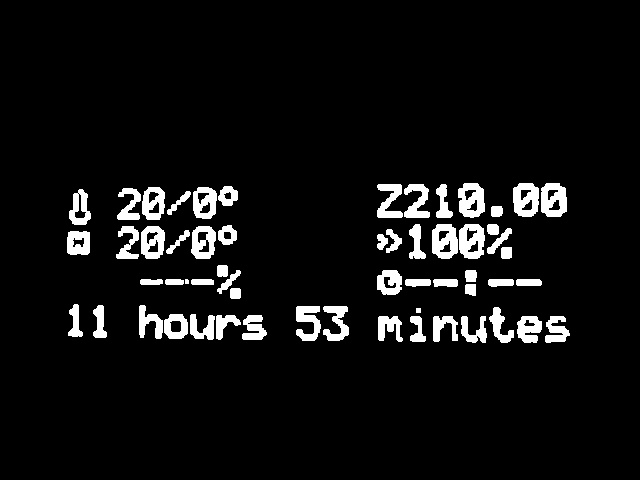 20/0° Z210.00
20/0° »100%
---% --:--
11 hours 53 minutes